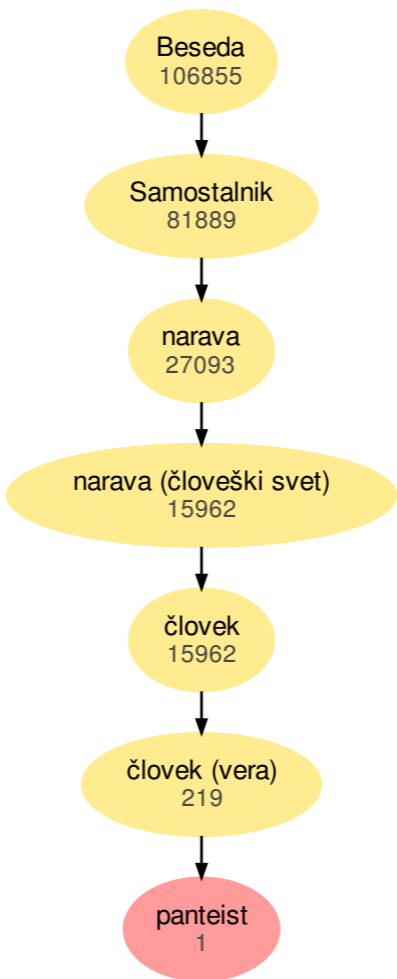 Beseda
106855
Samostalnik
81889
narava
27093
narava (človeški svet)
15962
človek
15962
človek (vera)
219
panteist
1